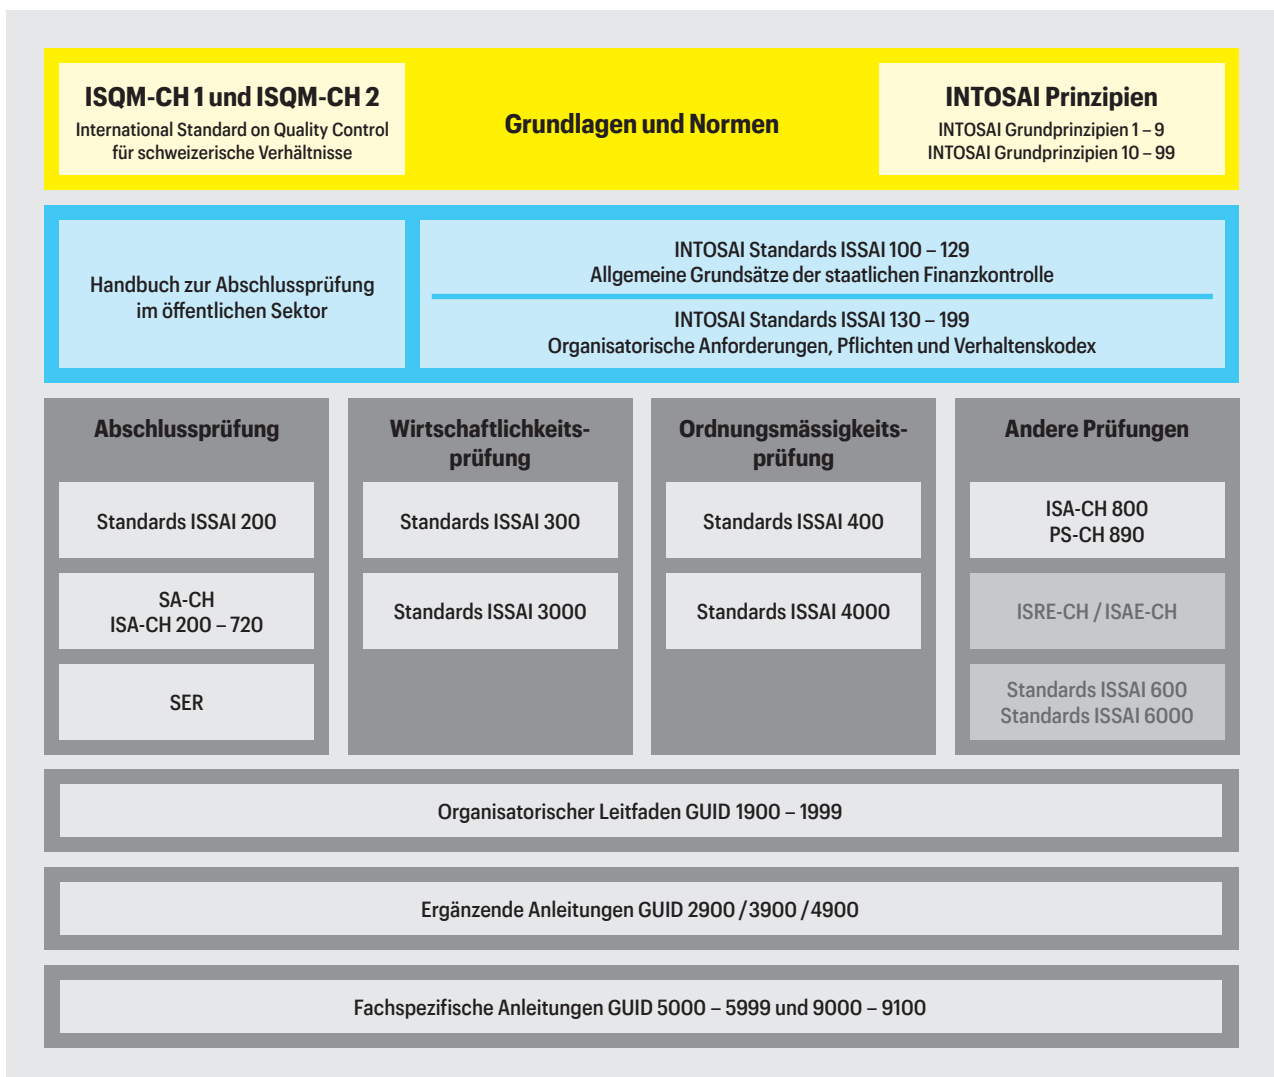 ISQM-CH 1 und ISQM-CH 2
International Standard on Quality Control
für schweizerische Verhältnisse
Grundlagen und Normen
INTOSAI Prinzipien
INTOSAI Grundprinzipien 1 – 9
INTOSAI Grundprinzipien 10 – 99
Handbuch zur Abschlussprüfung
im öffentlichen Sektor
INTOSAI Standards ISSAI 100 – 129
Allgemeine Grundsätze der staatlichen Finanzkontrolle
INTOSAI Standards ISSAI 130 – 199
Organisatorische Anforderungen, Pflichten und Verhaltenskodex
Abschlussprüfung
Standards ISSAI 200
SA-CH
ISA-CH 200 – 720
SER
Wirtschaftlichkeits-
prüfung
Standards ISSAI 300
Standards ISSAI 3000
Ordnungsmässigkeits-
prüfung
Standards ISSAI 400
Standards ISSAI 4000
Andere Prüfungen
ISA-CH 800
PS-CH 890
ISRE-CH / ISAE-CH
Standards ISSAI 600
Standards ISSAI 6000
Organisatorischer Leitfaden GUID 1900 – 1999
Ergänzende Anleitungen GUID 2900 / 3900 / 4900
Fachspezifische Anleitungen GUID 5000 – 5999 und 9000 – 9100